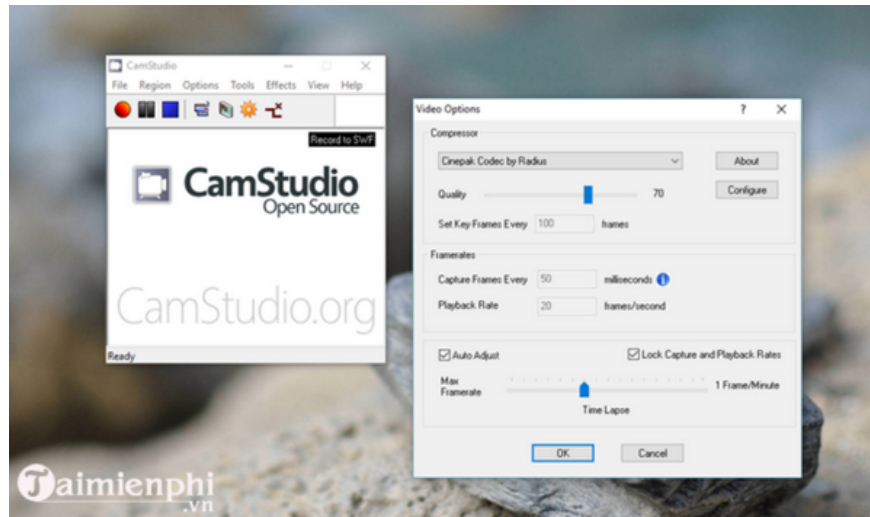 CamStudio
File Region Options Tools Effects View Help
Record to SWF
CamStudio
Open Source
CamStudio.org
Ready
Video Options
Compressor
Cinepak Codec by Radius
About
Quality 70
Configure
Set Key Frames Every 100 frames
Framerates
Capture Frames Every 50 milliseconds
Playback Rate 20 frames/second
Auto Adjust
Lock Capture and Playback Rates
Max
Framerate
1 Frame/Minute
Time Lapse
OK Cancel
Taimienphi
.vn